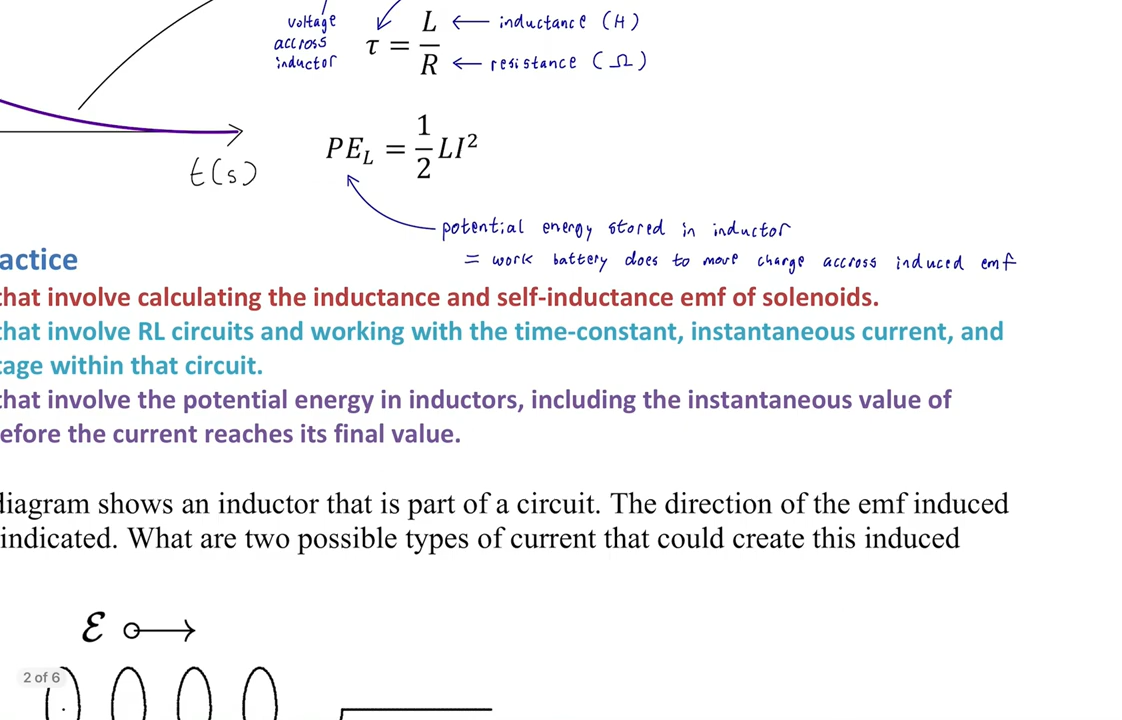 voltage
accross
inductor
τ = L/R
← inductance (H)
← resistance (Ω)
t(s)
PE_L = 1/2 LI²
potential energy stored in inductor
= work battery does to move charge accross induced emf
actice
that involve calculating the inductance and self-inductance emf of solenoids.
that involve RL circuits and working with the time-constant, instantaneous current, and
tage within that circuit.
that involve the potential energy in inductors, including the instantaneous value of
efore the current reaches its final value.
diagram shows an inductor that is part of a circuit. The direction of the emf induced
indicated. What are two possible types of current that could create this induced
ℰ
2 of 6